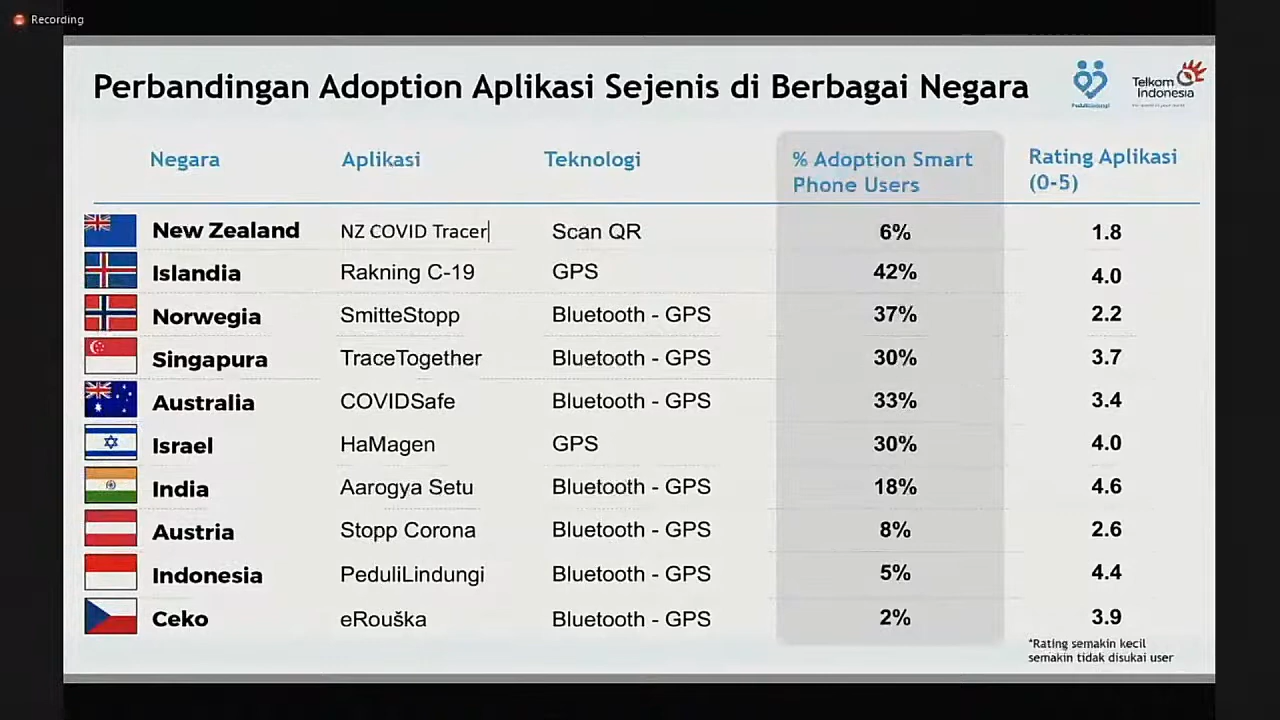 Recording
Perbandingan Adoption Aplikasi Sejenis di Berbagai Negara
PeduliLindungi
Telkom
Indonesia
Negara Aplikasi Teknologi % Adoption Smart Phone Users Rating Aplikasi (0-5)
New Zealand NZ COVID Tracer Scan QR 6% 1.8
Islandia Rakning C-19 GPS 42% 4.0
Norwegia SmitteStopp Bluetooth - GPS 37% 2.2
Singapura TraceTogether Bluetooth - GPS 30% 3.7
Australia COVIDSafe Bluetooth - GPS 33% 3.4
Israel HaMagen GPS 30% 4.0
India Aarogya Setu Bluetooth - GPS 18% 4.6
Austria Stopp Corona Bluetooth - GPS 8% 2.6
Indonesia PeduliLindungi Bluetooth - GPS 5% 4.4
Ceko eRouška Bluetooth - GPS 2% 3.9
*Rating semakin kecil
semakin tidak disukai user